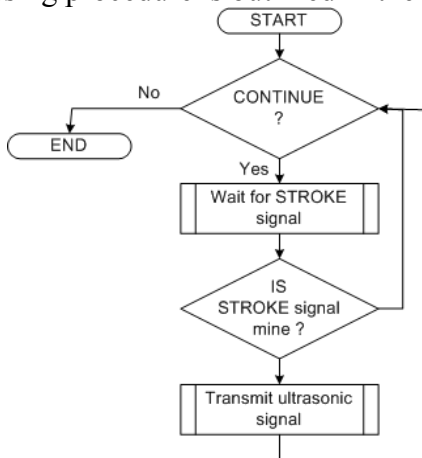 START
CONTINUE
?
No
END
Yes
Wait for STROKE
signal
IS
STROKE signal
mine ?
Transmit ultrasonic
signal